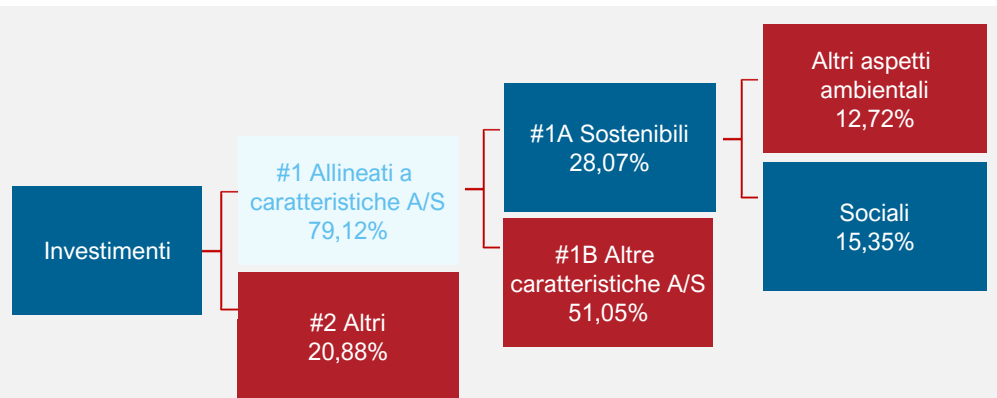 Investimenti
#1 Allineati a
caratteristiche A/S
79,12%
#2 Altri
20,88%
#1A Sostenibili
28,07%
#1B Altre
caratteristiche A/S
51,05%
Altri aspetti
ambientali
12,72%
Sociali
15,35%